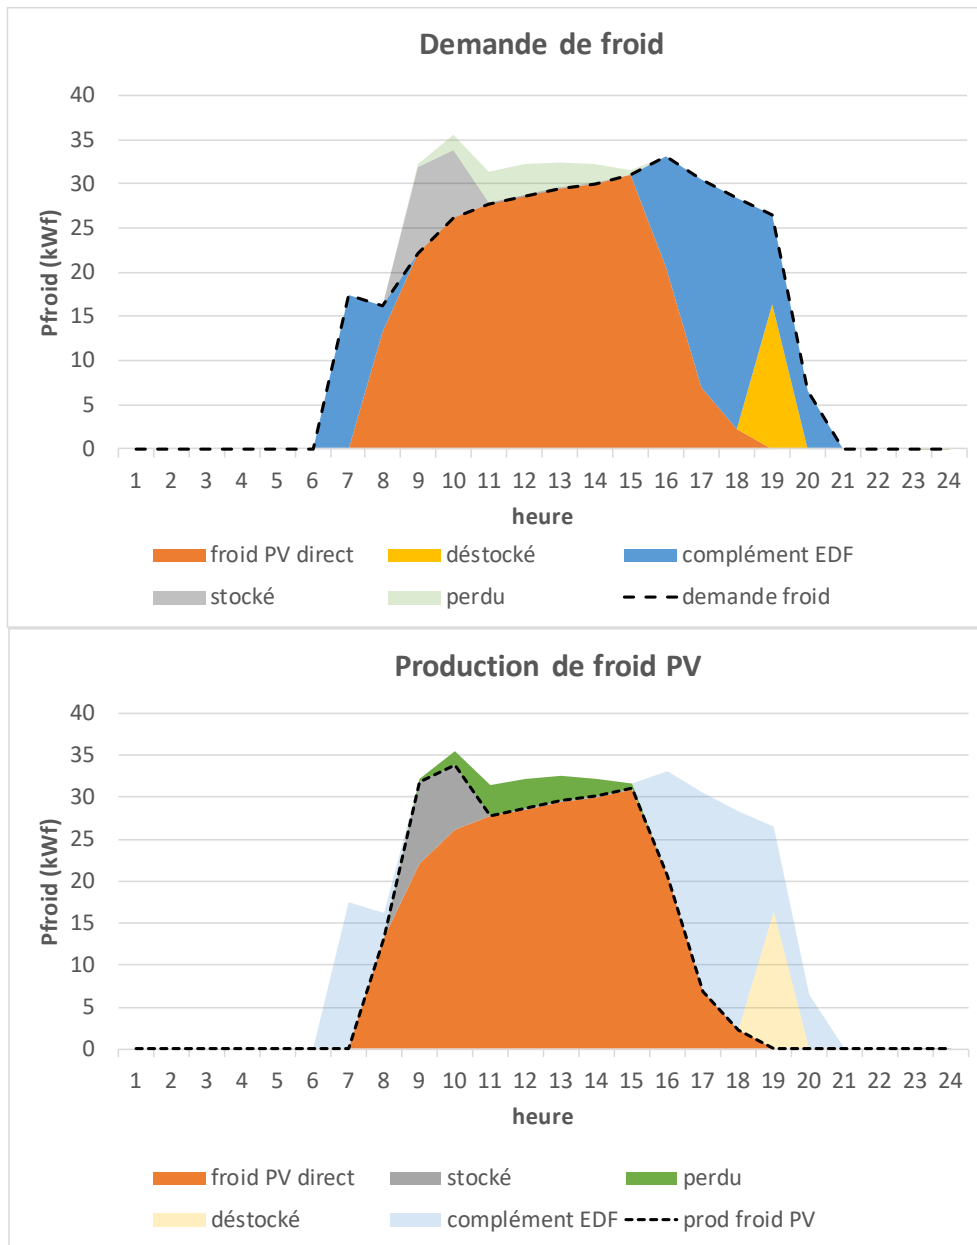 Demande de froid
40
35
30
25
20
15
10
5
0
Pfroid (kWf)
1 2 3 4 5 6 7 8 9 10 11 12 13 14 15 16 17 18 19 20 21 22 23 24
heure
froid PV direct déstocké complément EDF
stocké perdu demande froid
Production de froid PV
40
35
30
25
20
15
10
5
0
Pfroid (kWf)
1 2 3 4 5 6 7 8 9 10 11 12 13 14 15 16 17 18 19 20 21 22 23 24
heure
froid PV direct stocké perdu
déstocké complément EDF prod froid PV